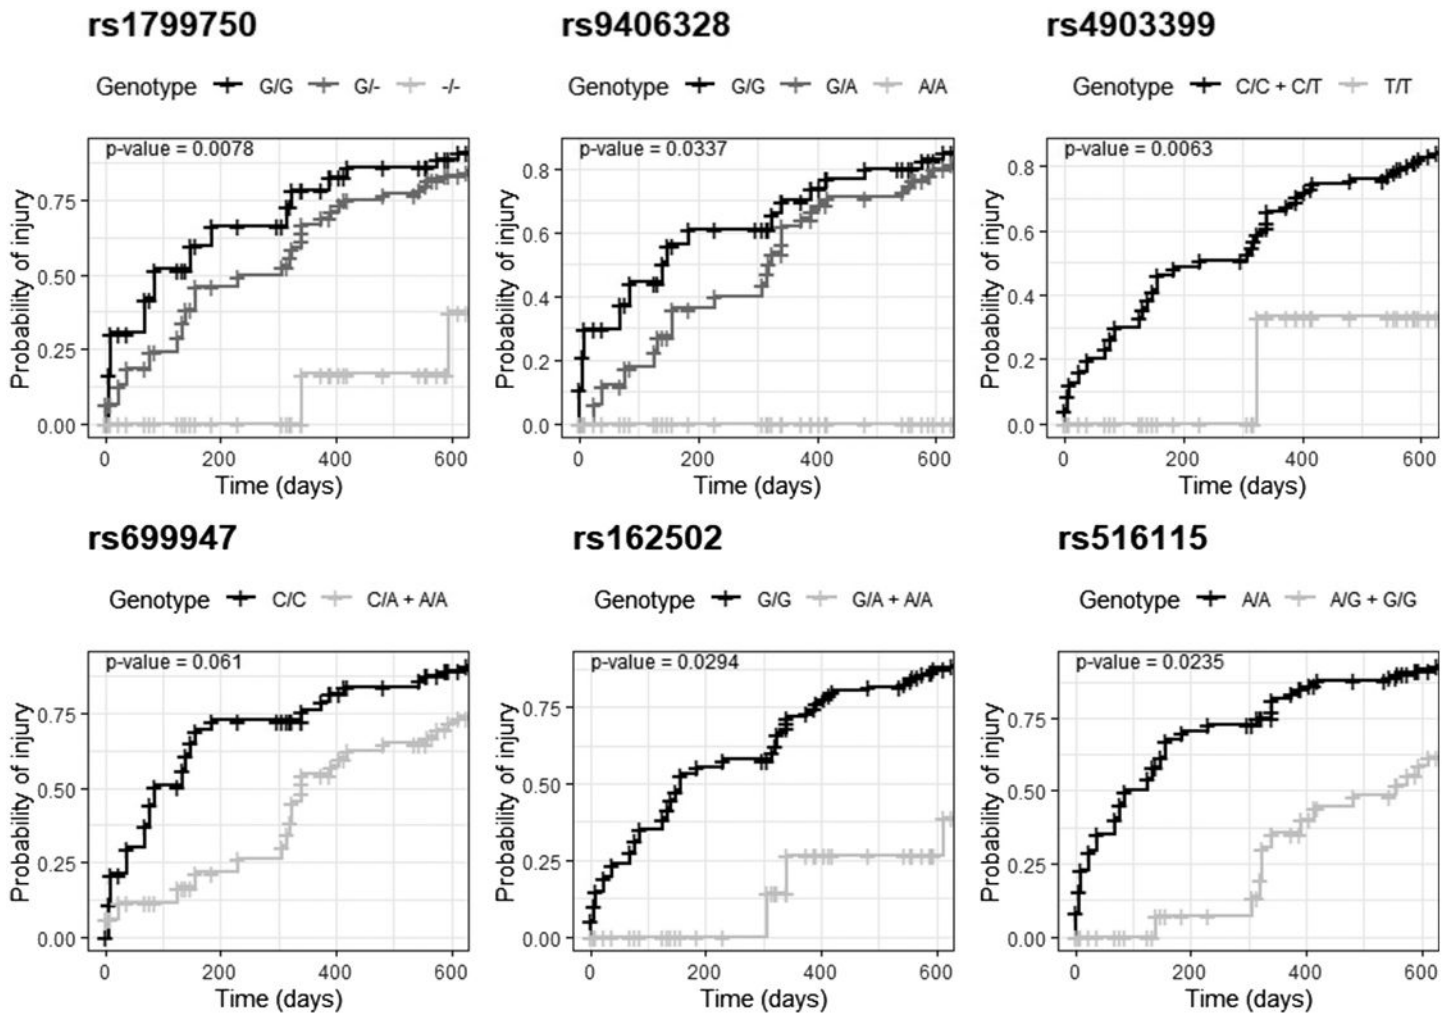 rs1799750
Genotype G/G G/- -/-
p-value = 0.0078
Probability of injury
0.75
0.50
0.25
0.00
0 200 400 600
Time (days)
rs9406328
Genotype G/G G/A A/A
p-value = 0.0337
Probability of injury
0.8
0.6
0.4
0.2
0.0
0 200 400 600
Time (days)
rs4903399
Genotype C/C + C/T T/T
p-value = 0.0063
Probability of injury
0.8
0.6
0.4
0.2
0.0
0 200 400 600
Time (days)
rs699947
Genotype C/C C/A + A/A
p-value = 0.061
Probability of injury
0.75
0.50
0.25
0.00
0 200 400 600
Time (days)
rs162502
Genotype G/G G/A + A/A
p-value = 0.0294
Probability of injury
0.75
0.50
0.25
0.00
0 200 400 600
Time (days)
rs516115
Genotype A/A A/G + G/G
p-value = 0.0235
Probability of injury
0.75
0.50
0.25
0.00
0 200 400 600
Time (days)